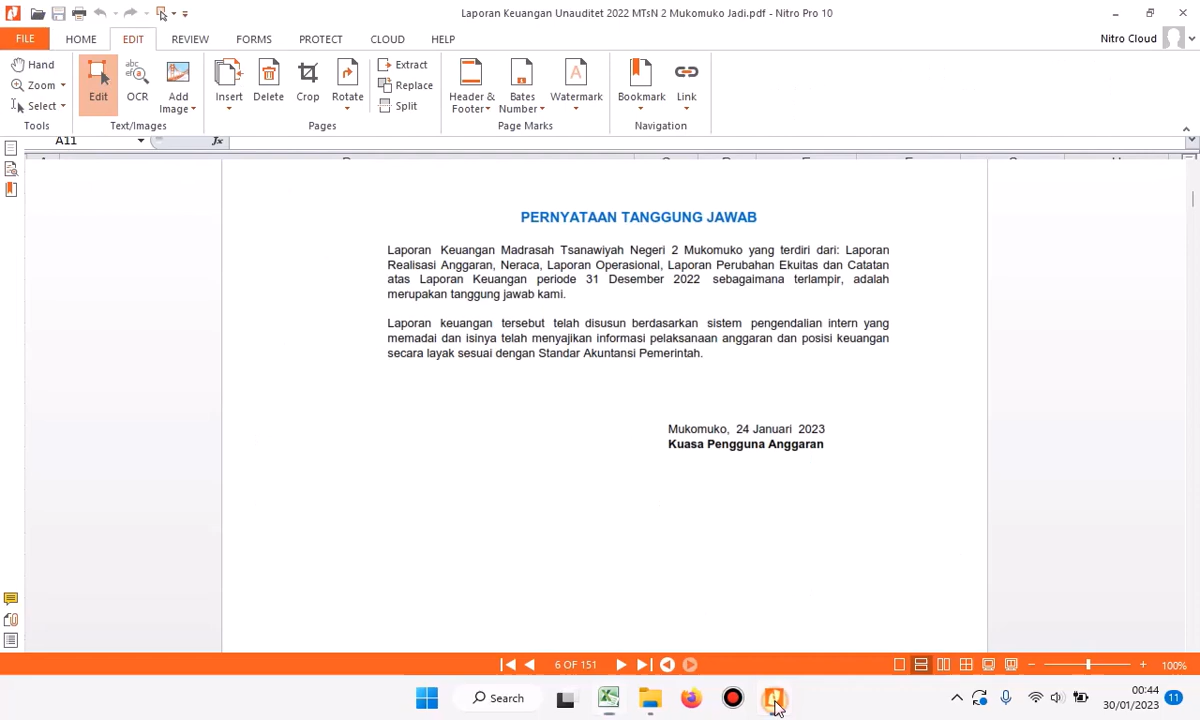 Laporan Keuangan Unauditet 2022 MTsN 2 Mukomuko Jadi.pdf - Nitro Pro 10
FILE HOME EDIT REVIEW FORMS PROTECT CLOUD HELP Nitro Cloud
Hand Zoom Select
Edit OCR Add Image
Insert Delete Crop Rotate
Extract Replace Split
Header & Footer Bates Number Watermark
Bookmark Link
Tools Text/Images Pages Page Marks Navigation
A11 fx
PERNYATAAN TANGGUNG JAWAB
Laporan Keuangan Madrasah Tsanawiyah Negeri 2 Mukomuko yang terdiri dari: Laporan
Realisasi Anggaran, Neraca, Laporan Operasional, Laporan Perubahan Ekuitas dan Catatan
atas Laporan Keuangan periode 31 Desember 2022 sebagaimana terlampir, adalah
merupakan tanggung jawab kami.
Laporan keuangan tersebut telah disusun berdasarkan sistem pengendalian intern yang
memadai dan isinya telah menyajikan informasi pelaksanaan anggaran dan posisi keuangan
secara layak sesuai dengan Standar Akuntansi Pemerintah.
Mukomuko, 24 Januari 2023
Kuasa Pengguna Anggaran
6 OF 151 100%
Search
00:44
30/01/2023 11